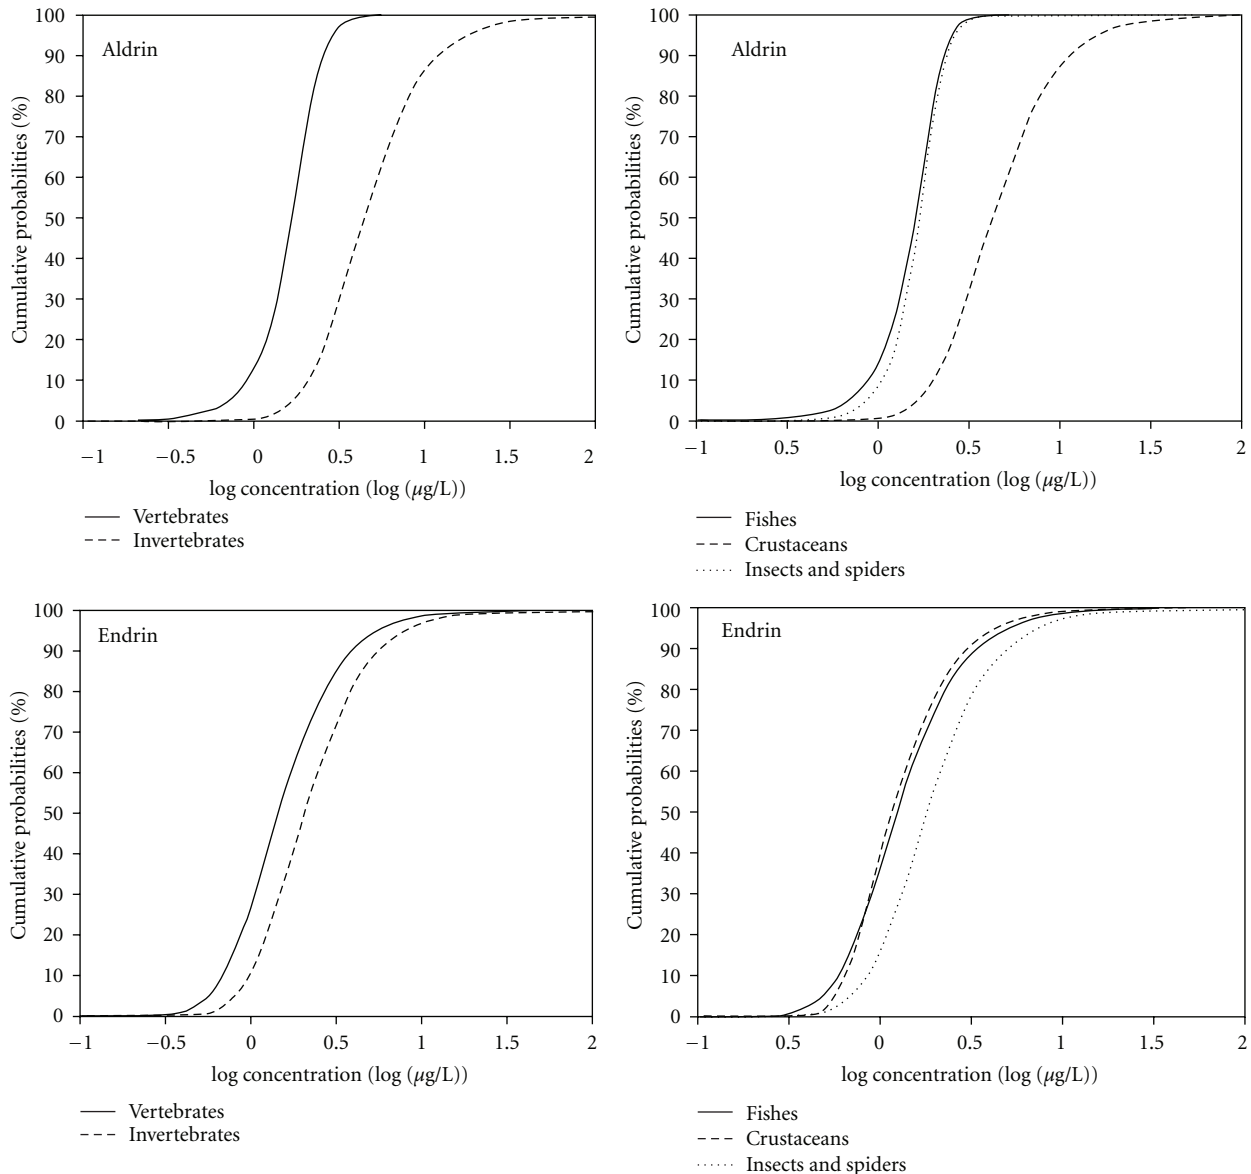 Aldrin
Cumulative probabilities (%)
100
90
80
70
60
50
40
30
20
10
0
−1 −0.5 0 0.5 1 1.5 2
log concentration (log (µg/L))
Vertebrates
Invertebrates
Aldrin
Cumulative probabilities (%)
100
90
80
70
60
50
40
30
20
10
0
−1 0.5 0 0.5 1 1.5 2
log concentration (log (µg/L))
Fishes
Crustaceans
Insects and spiders
Endrin
Cumulative probabilities (%)
100
90
80
70
60
50
40
30
20
10
0
−1 −0.5 0 0.5 1 1.5 2
log concentration (log (µg/L))
Vertebrates
Invertebrates
Endrin
Cumulative probabilities (%)
100
90
80
70
60
50
40
30
20
10
0
−1 0.5 0 0.5 1 1.5 2
log concentration (log (µg/L))
Fishes
Crustaceans
Insects and spiders